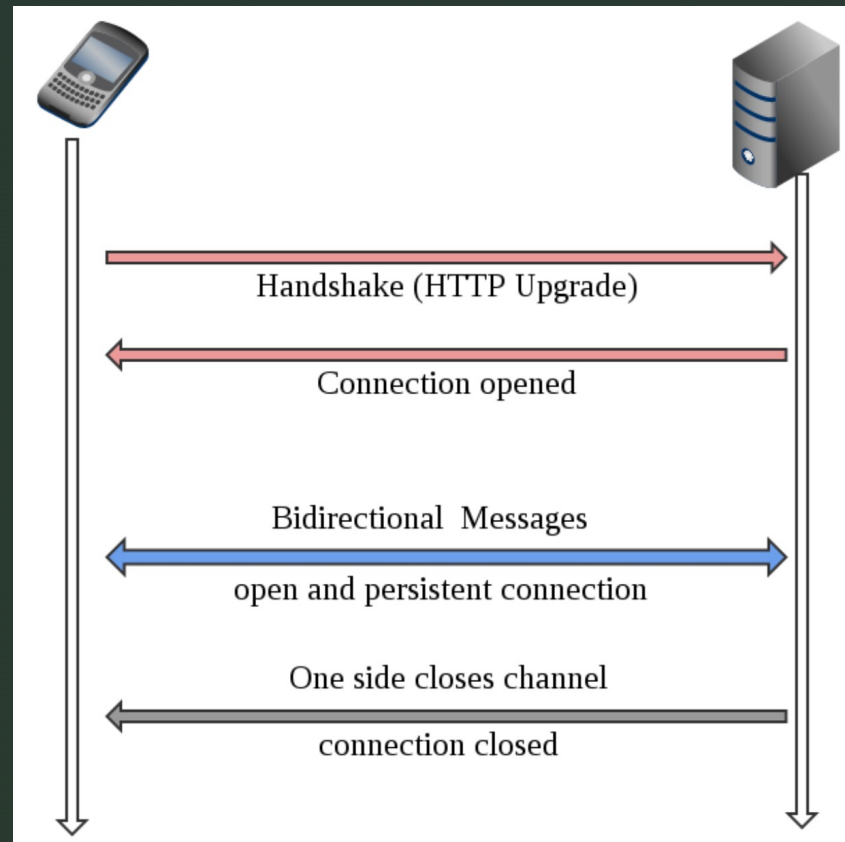 Handshake (HTTP Upgrade)
Connection opened
Bidirectional Messages
open and persistent connection
One side closes channel
connection closed